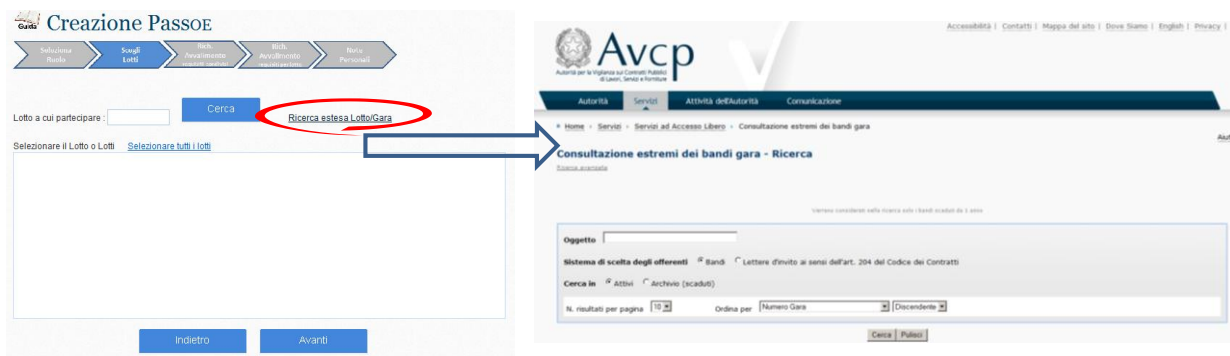 Guida Creazione PassOE
Seleziona Ruolo
Scegli Lotti
Rich. Avvalimento
Rich. Avvalimento
Note Personali
Lotto a cui partecipare :
Cerca
Ricerca estesa Lotto/Gara
Selezionare il Lotto o Lotti Selezionare tutti i lotti
Indietro Avanti
Accessibilità | Contatti | Mappa del sito | Dove Siamo | English | Privacy |
Avcp
Autorità per la Vigilanza sui Contratti Pubblici
di Lavori, Servizi e Forniture
Autorità Servizi Attività dell'Autorità Comunicazione
Home › Servizi › Servizi ad Accesso Libero › Consultazione estremi dei bandi gara
Consultazione estremi dei bandi gara - Ricerca
Ricerca avanzata
Oggetto
Sistema di scelta degli offerenti Bandi Lettere d'invito ai sensi dell'art. 204 del Codice dei Contratti
Cerca in Attivi Archivio (scaduti)
N. risultati per pagina 10 Ordina per Numero Gara Discendente
Cerca Pulisci